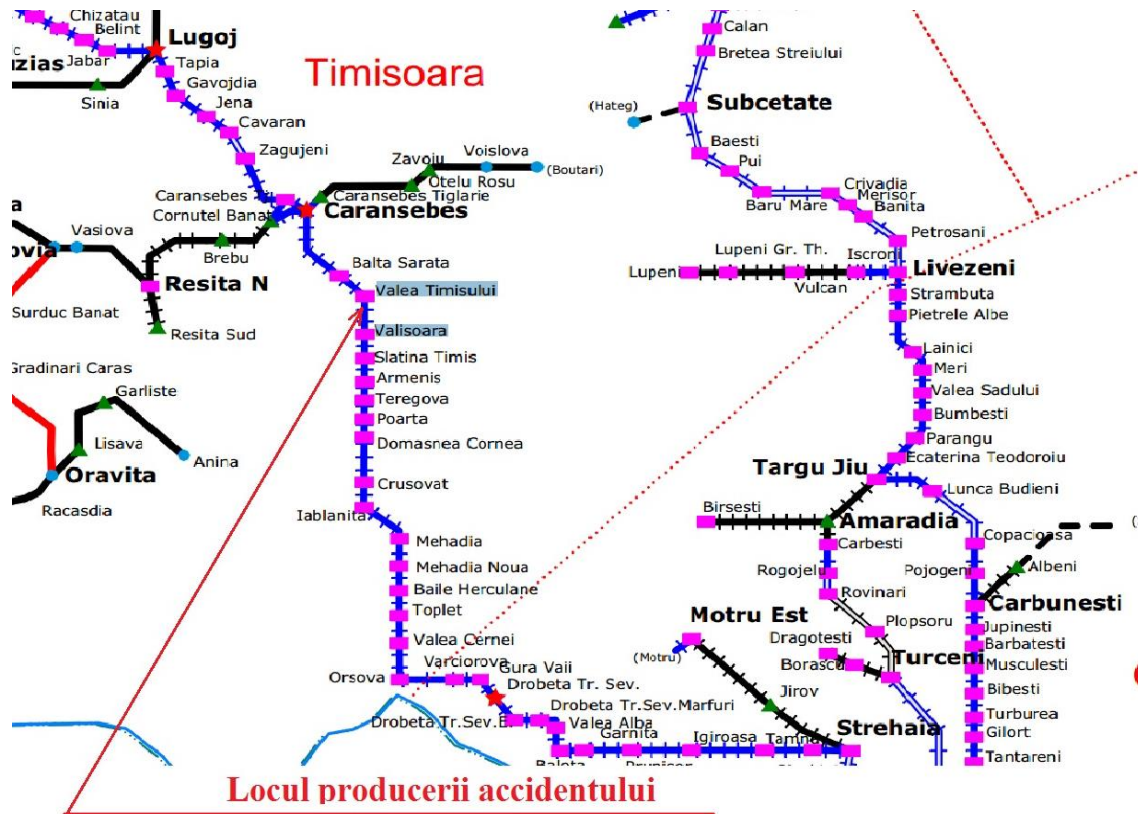 Chizatau
Belint
Lugoj
Jabar
uzias
Tapia
Gavojdia
Sinia
Jena
Cavaran
Zagujeni
Timisoara
Zavoiu
Voislova
(Boutari)
Otelu Rosu
Caransebes Tiglarie
Caransebes
Caransebes
Cornutel Banat
Vasiova
ovia
Brebu
Resita N
Balta Sarata
Valea Timisului
Surduc Banat
Resita Sud
Valisoara
Slatina Timis
Gradinari Caras
Armenis
Garliste
Teregova
Poarta
Lisava
Domasnea Cornea
Anina
Oravita
Crusovat
Racasdia
Iablanita
Mehadia
Mehadia Noua
Baile Herculane
Toplet
Valea Cernei
Orsova
Varciorova
Gura Vaii
Drobeta Tr. Sev.
Drobeta Tr.Sev.Marfuri
Drobeta Tr.Sev.
Valea Alba
Garnita
Igiroasa
Tamna
Strehaia
Calan
Bretea Streiului
(Hateg)
Subcetate
Baesti
Pui
Crivadia
Merisor
Baru Mare
Banita
Petrosani
Lupeni Gr. Th.
Iscroni
Lupeni
Livezeni
Vulcan
Strambuta
Pietrele Albe
Lainici
Meri
Valea Sadului
Bumbesti
Parangu
Ecaterina Teodoroiu
Targu Jiu
Lunca Budieni
Birsesti
Amaradia
Copacioasa
Carbesti
Albeni
Rogojelu
Pojogeni
Rovinari
Carbunesti
Motru Est
Plopsoru
Jupinesti
Dragotesti
Barbatesti
(Motru)
Borascu
Turceni
Musculesti
Jirov
Bibesti
Turburea
Gilort
Tantareni
Locul producerii accidentului